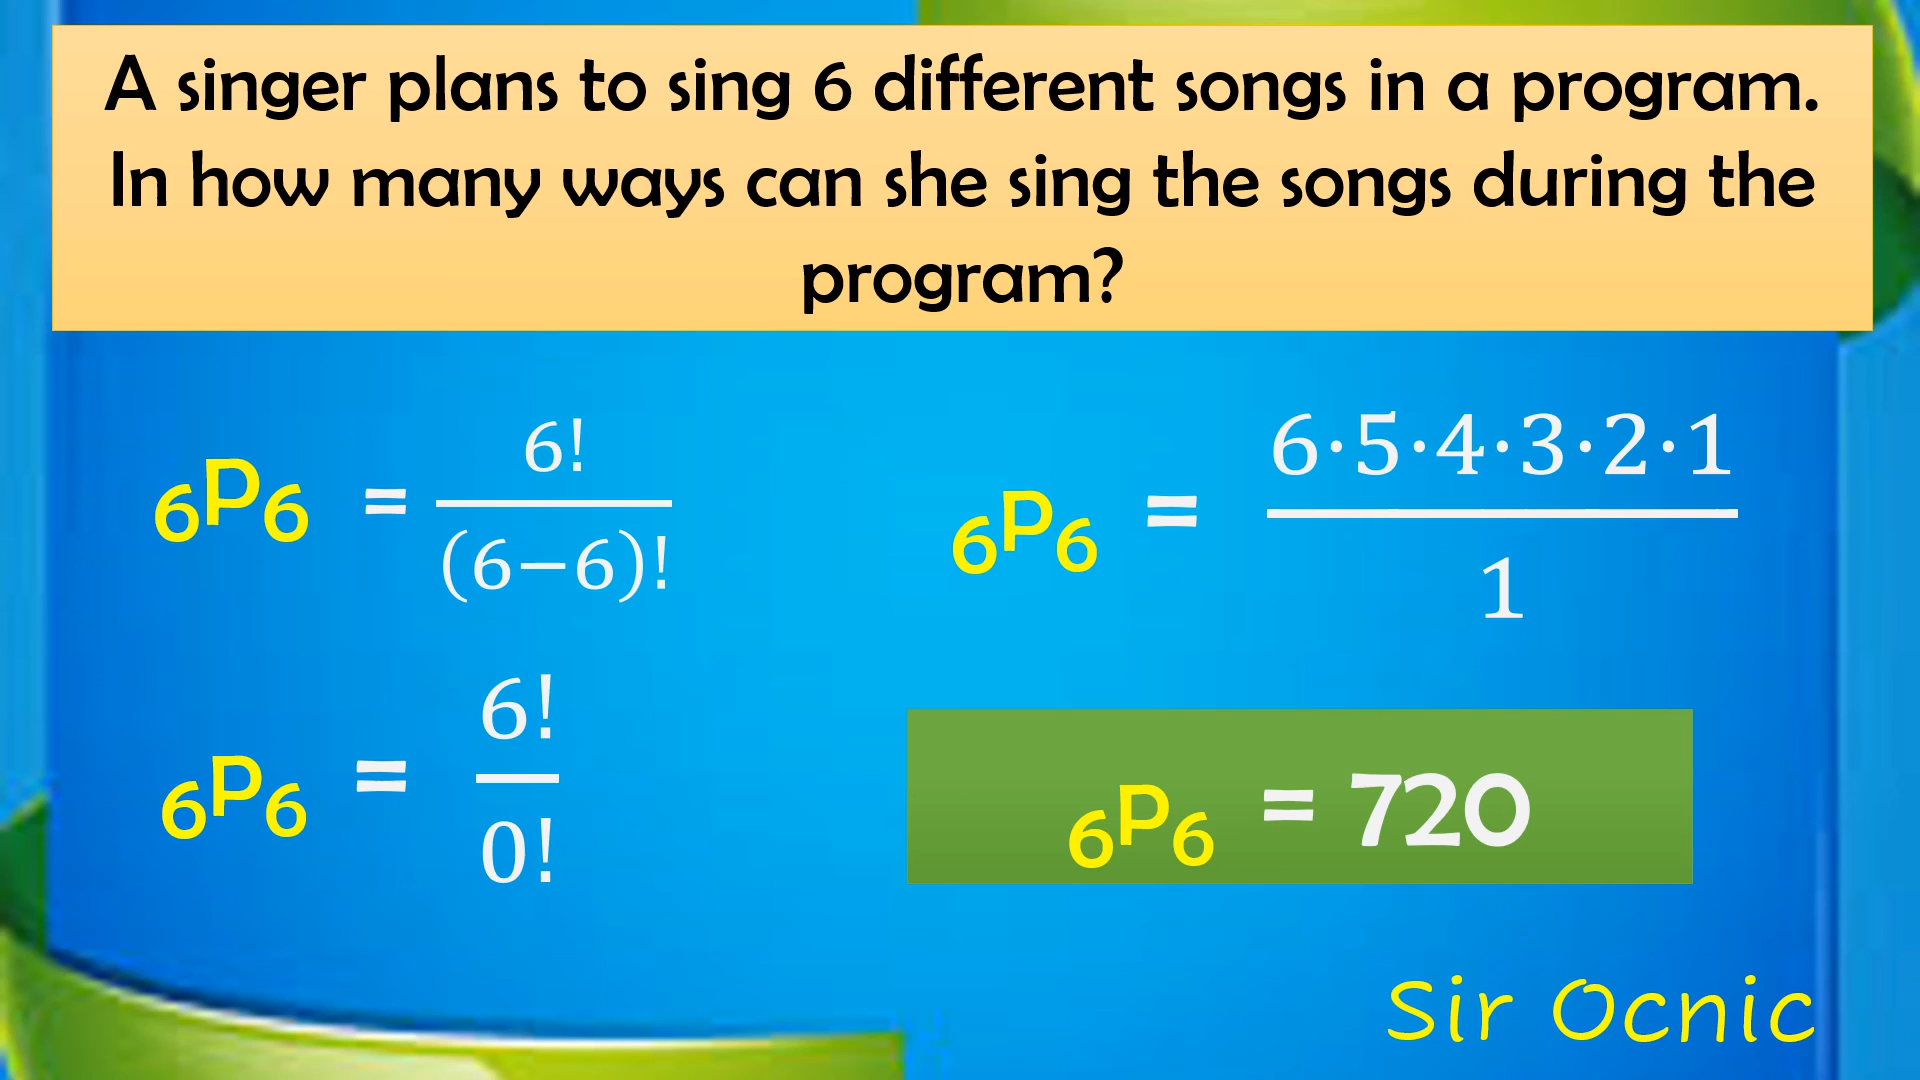 A singer plans to sing 6 different songs in a program.
In how many ways can she sing the songs during the
program?
₆P₆ = 6! / (6−6)!
₆P₆ = 6! / 0!
₆P₆ = 6·5·4·3·2·1 / 1
₆P₆ = 720
Sir Ocnic